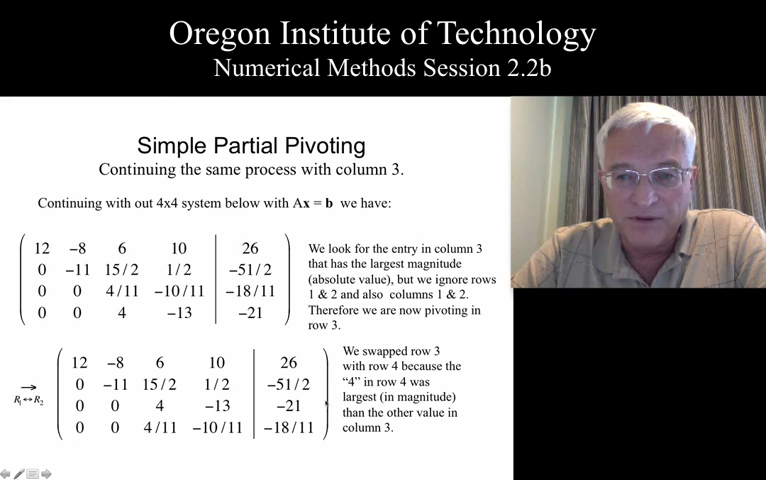 Oregon Institute of Technology
Numerical Methods Session 2.2b
Simple Partial Pivoting
Continuing the same process with column 3.
Continuing with out 4x4 system below with Ax = b we have:
12 −8 6 10 26
0 −11 15/2 1/2 −51/2
0 0 4/11 −10/11 −18/11
0 0 4 −13 −21
We look for the entry in column 3
that has the largest magnitude
(absolute value), but we ignore rows
1 & 2 and also columns 1 & 2.
Therefore we are now pivoting in
row 3.
→
R₁↔R₂
12 −8 6 10 26
0 −11 15/2 1/2 −51/2
0 0 4 −13 −21
0 0 4/11 −10/11 −18/11
We swapped row 3
with row 4 because the
“4” in row 4 was
largest (in magnitude)
than the other value in
column 3.